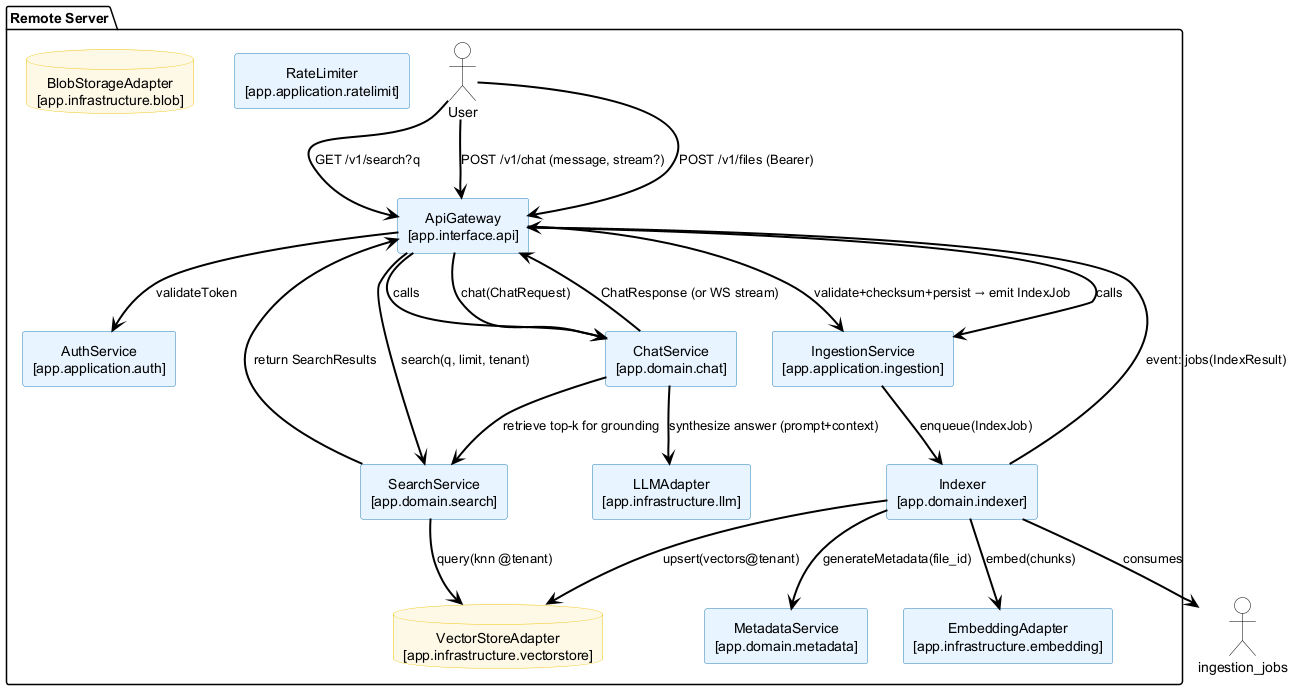 Remote Server
BlobStorageAdapter
[app.infrastructure.blob]
RateLimiter
[app.application.ratelimit]
User
GET /v1/search?q
POST /v1/chat (message, stream?)
POST /v1/files (Bearer)
ApiGateway
[app.interface.api]
validateToken
calls
chat(ChatRequest)
ChatResponse (or WS stream)
validate+checksum+persist → emit IndexJob
calls
AuthService
[app.application.auth]
return SearchResults
search(q, limit, tenant)
ChatService
[app.domain.chat]
IngestionService
[app.application.ingestion]
event: jobs(IndexResult)
retrieve top-k for grounding
synthesize answer (prompt+context)
enqueue(IndexJob)
SearchService
[app.domain.search]
LLMAdapter
[app.infrastructure.llm]
Indexer
[app.domain.indexer]
query(knn @tenant)
upsert(vectors@tenant)
generateMetadata(file_id)
embed(chunks)
consumes
VectorStoreAdapter
[app.infrastructure.vectorstore]
MetadataService
[app.domain.metadata]
EmbeddingAdapter
[app.infrastructure.embedding]
ingestion_jobs